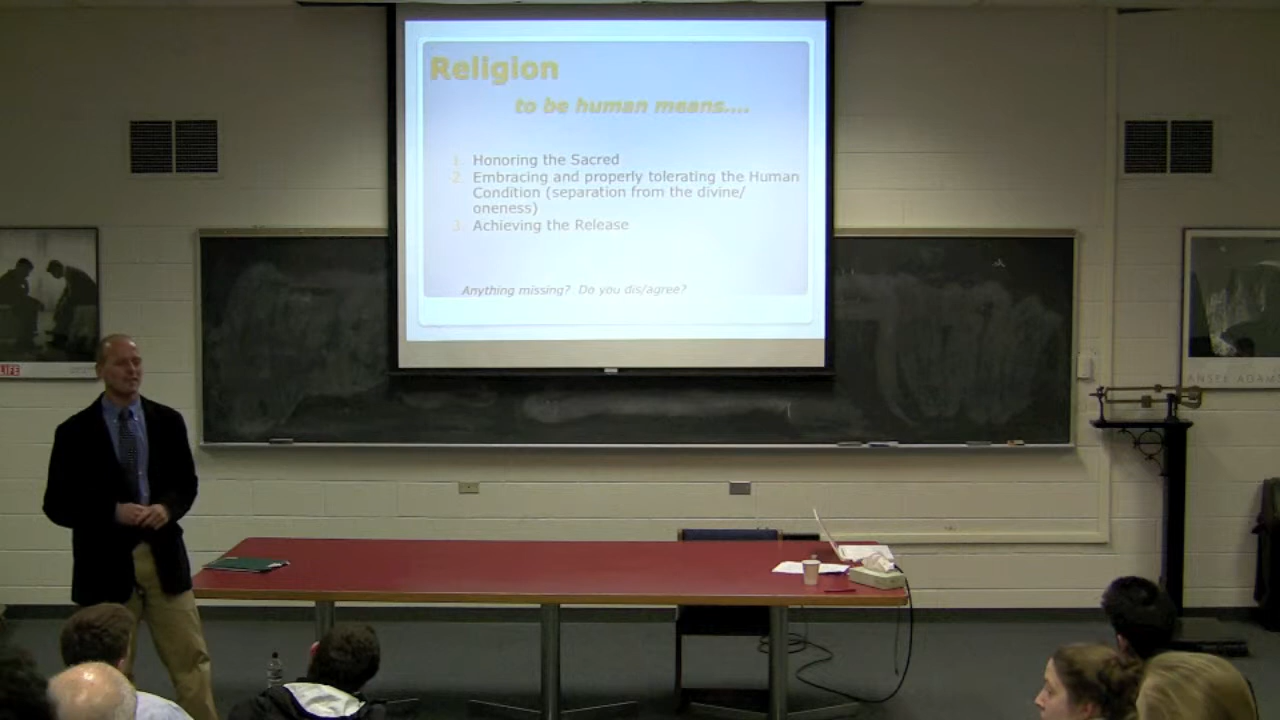 Religion
to be human means....
1. Honoring the Sacred
2. Embracing and properly tolerating the Human
Condition (separation from the divine/
oneness)
3. Achieving the Release
Anything missing? Do you dis/agree?
LIFE
ANSEL ADAMS